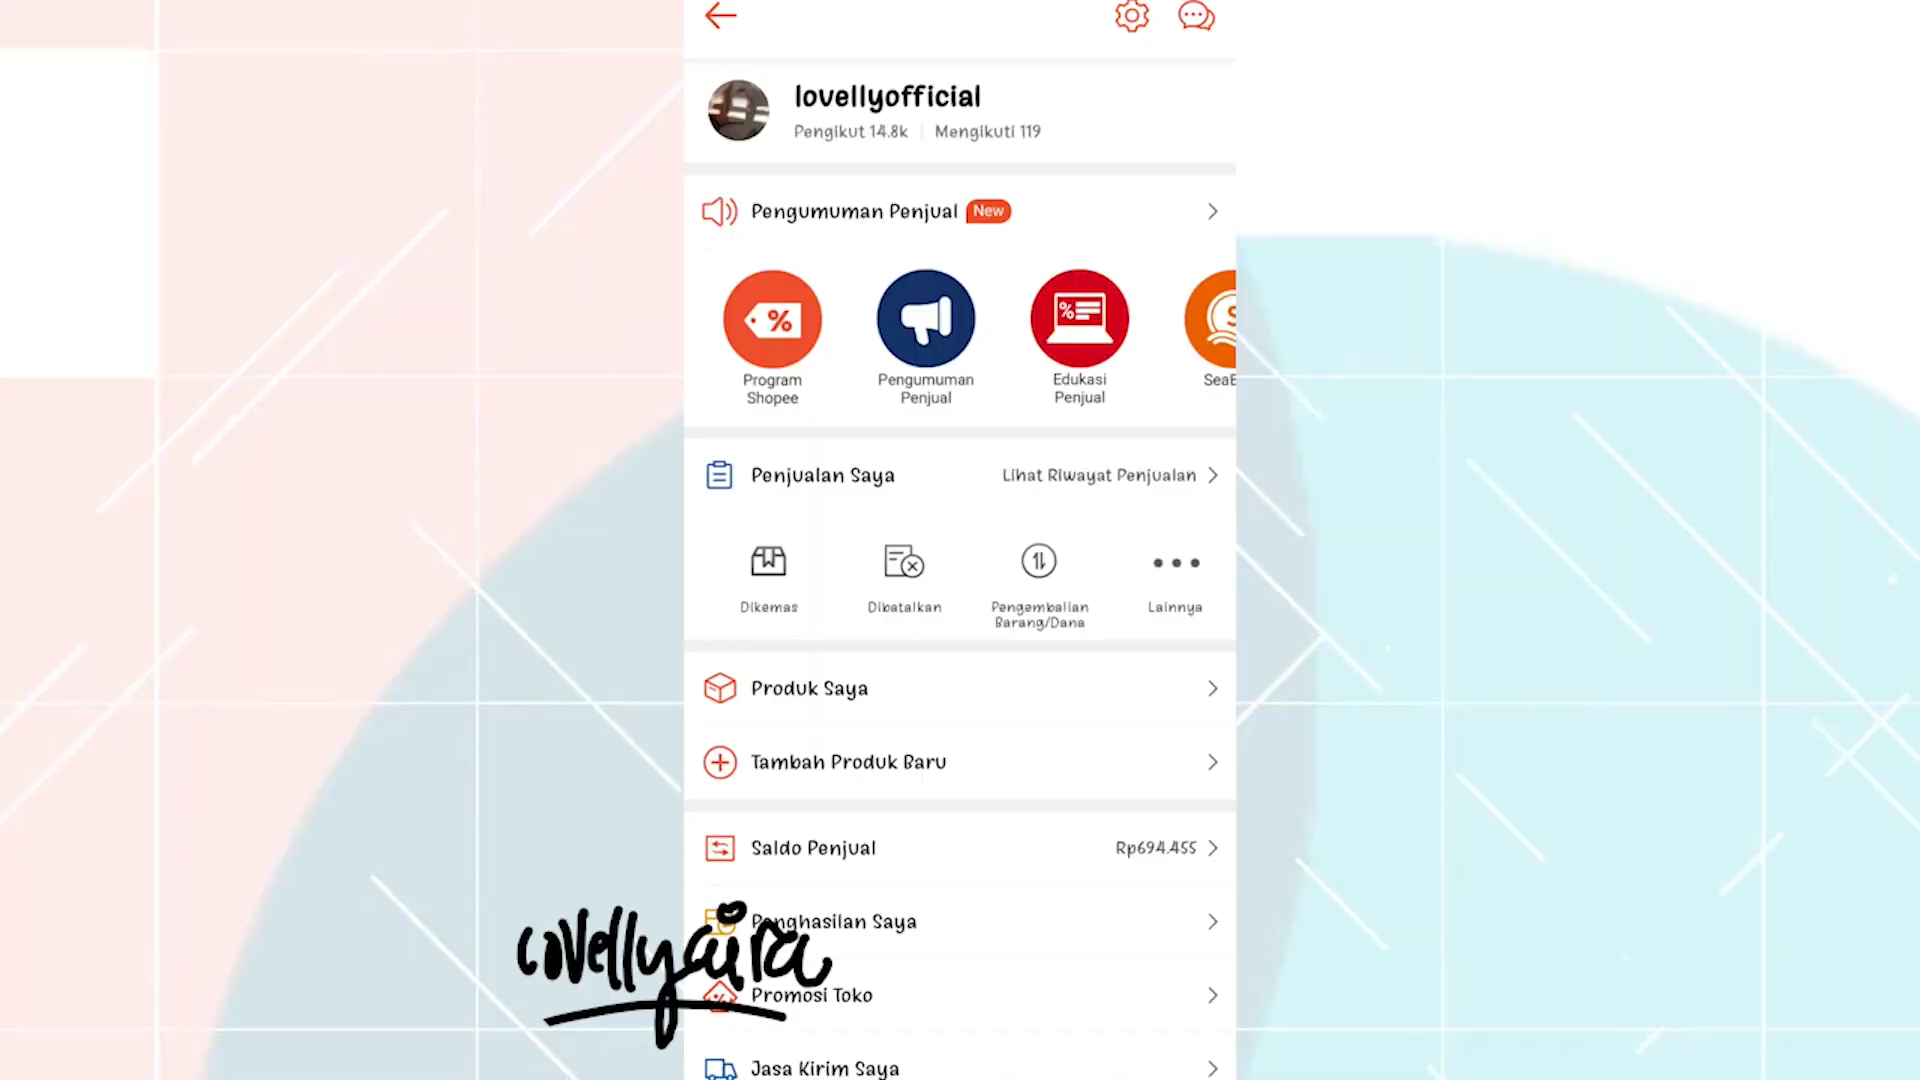 lovellyofficial
Pengikut 14.8k Mengikuti 119
Pengumuman Penjual New
Program
Shopee
Pengumuman
Penjual
Edukasi
Penjual
Penjualan Saya Lihat Riwayat Penjualan
Dikemas
Dibatalkan
Pengembalian
Barang/Dana
Lainnya
Produk Saya
Tambah Produk Baru
Saldo Penjual Rp694.455
Penghasilan Saya
lovellyaira
Promosi Toko
Jasa Kirim Saya